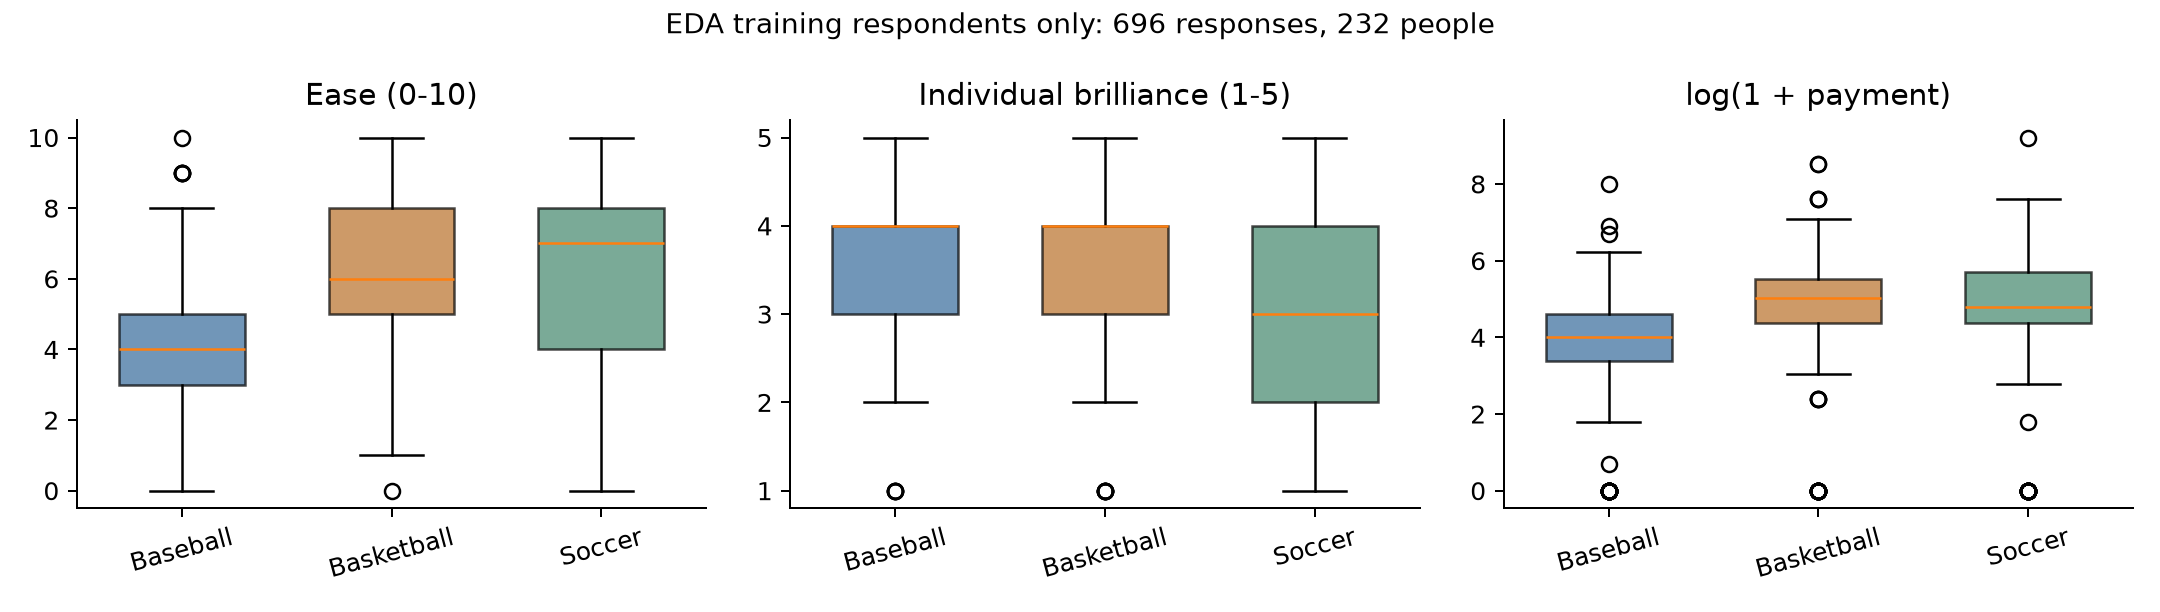 EDA training respondents only: 696 responses, 232 people
Ease (0-10)
10
8
6
4
2
0
Baseball
Basketball
Soccer
Individual brilliance (1-5)
5
4
3
2
1
Baseball
Basketball
Soccer
log(1 + payment)
8
6
4
2
0
Baseball
Basketball
Soccer